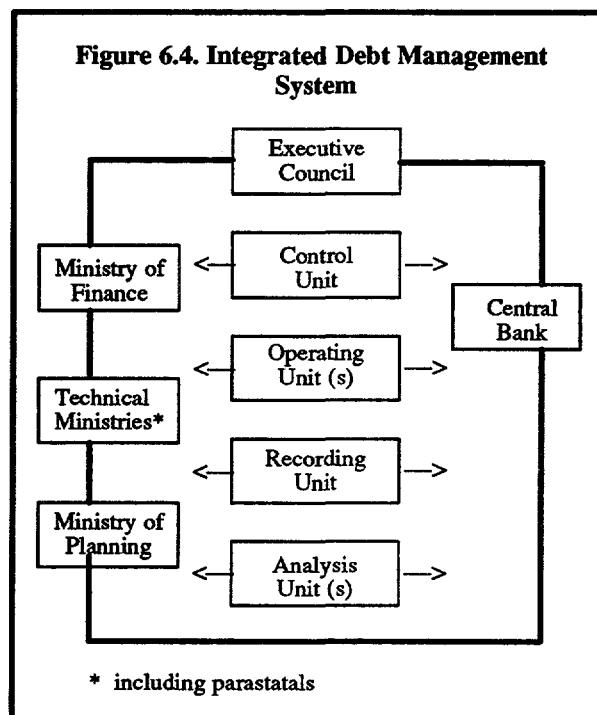 Figure 6.4. Integrated Debt Management
System
Executive
Council
Ministry of
Finance
Control
Unit
Central
Bank
Operating
Unit (s)
Technical
Ministries*
Recording
Unit
Ministry of
Planning
Analysis
Unit (s)
* including parastatals